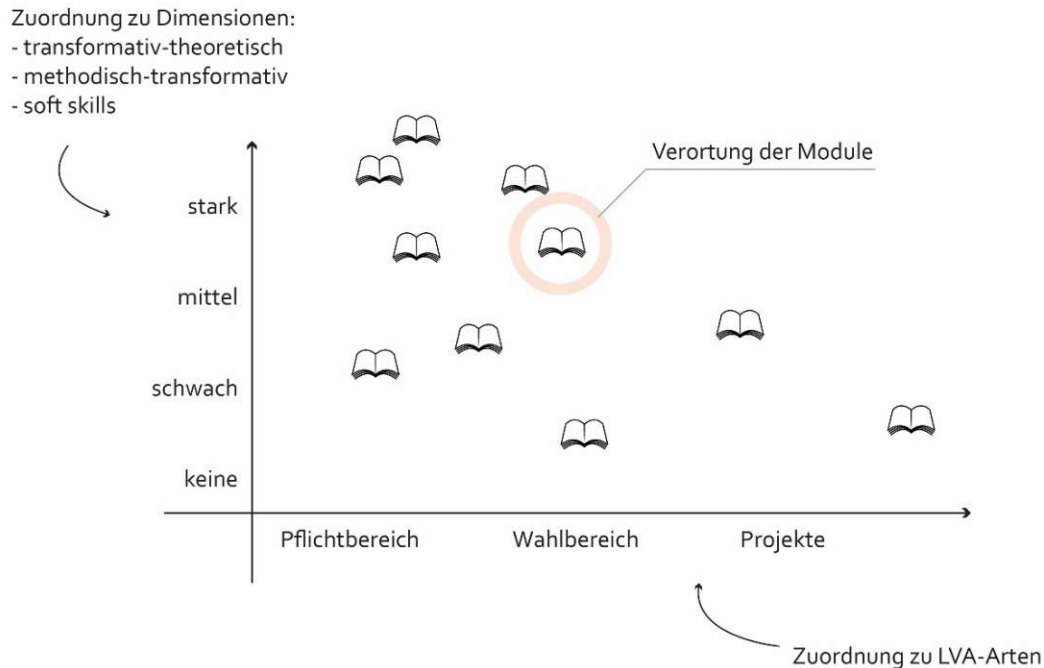 Zuordnung zu Dimensionen:
- transformativ-theoretisch
- methodisch-transformativ
- soft skills
Verortung der Module
stark
mittel
schwach
keine
Pflichtbereich
Wahlbereich
Projekte
Zuordnung zu LVA-Arten